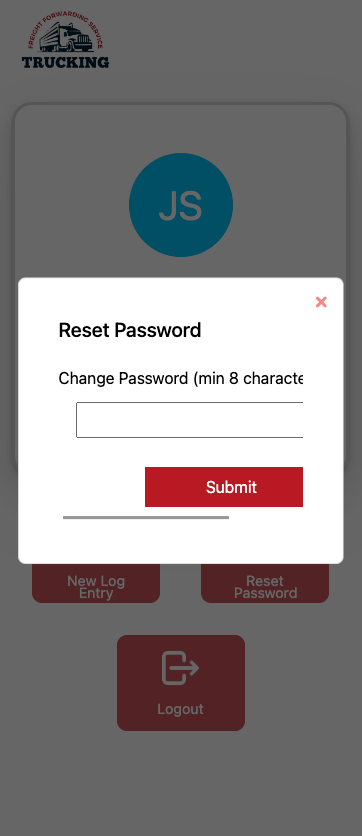 FREIGHT FORWARDING SERVICE
TRUCKING
JS
Reset Password
Change Password (min 8 characte
Submit
New Log
Entry
Reset
Password
Logout